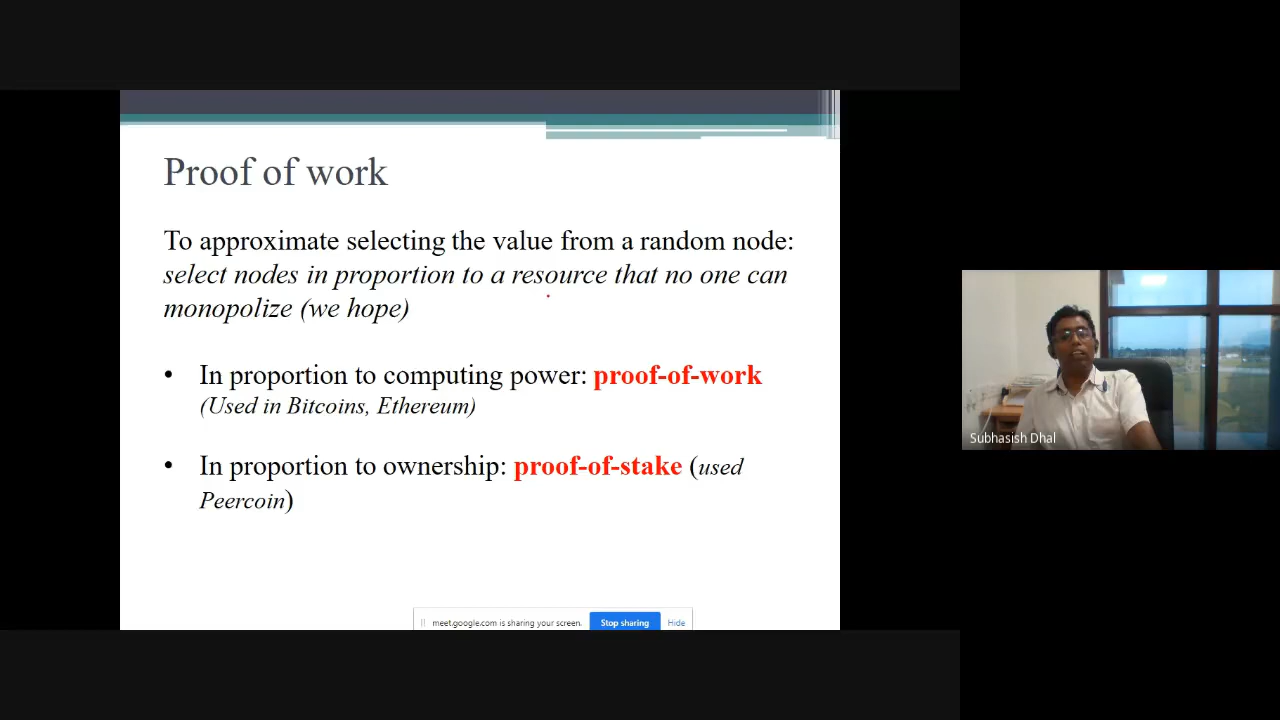 Proof of work
To approximate selecting the value from a random node:
select nodes in proportion to a resource that no one can
monopolize (we hope)
• In proportion to computing power: proof-of-work
(Used in Bitcoins, Ethereum)
• In proportion to ownership: proof-of-stake (used
Peercoin)
meet.google.com is sharing your screen.
Stop sharing
Hide
Subhasish Dhal